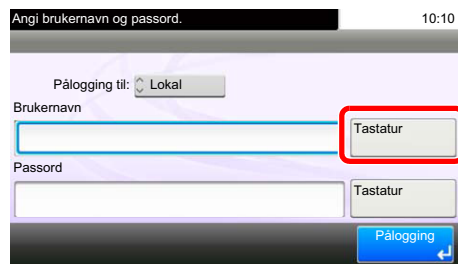 Angi brukernavn og passord. 10:10
Pålogging til: Lokal
Brukernavn
Tastatur
Passord
Tastatur
Pålogging